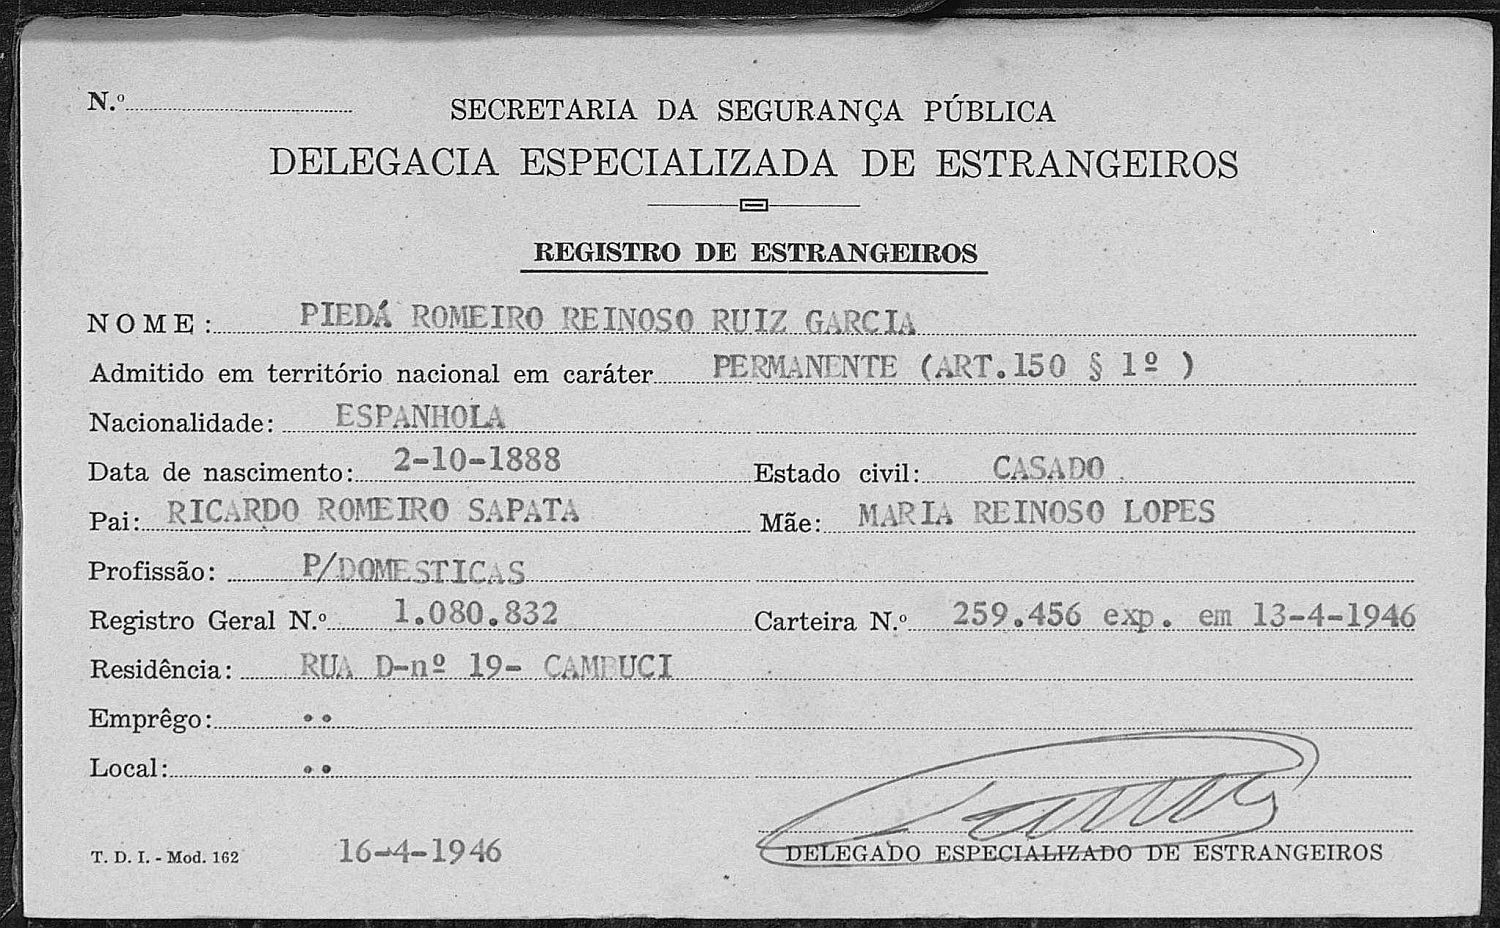 N.º
SECRETARIA DA SEGURANÇA PÚBLICA
DELEGACIA ESPECIALIZADA DE ESTRANGEIROS
REGISTRO DE ESTRANGEIROS
NOME: PIEDÁ ROMEIRO REINOSO RUIZ GARCIA
Admitido em território nacional em caráter PERMANENTE (ART.150 § 1º )
Nacionalidade: ESPANHOLA
Data de nascimento: 2-10-1888 Estado civil: CASADO
Pai: RICARDO ROMEIRO SAPATA Mãe: MARIA REINOSO LOPES
Profissão: P/DOMESTICAS
Registro Geral N.º 1.080.832 Carteira N.º 259.456 exp. em 13-4-1946
Residência: RUA D-nº 19- CAMBUCI
Emprêgo: ..
Local: ..
T. D. I. - Mod. 162 16-4-1946 DELEGADO ESPECIALIZADO DE ESTRANGEIROS